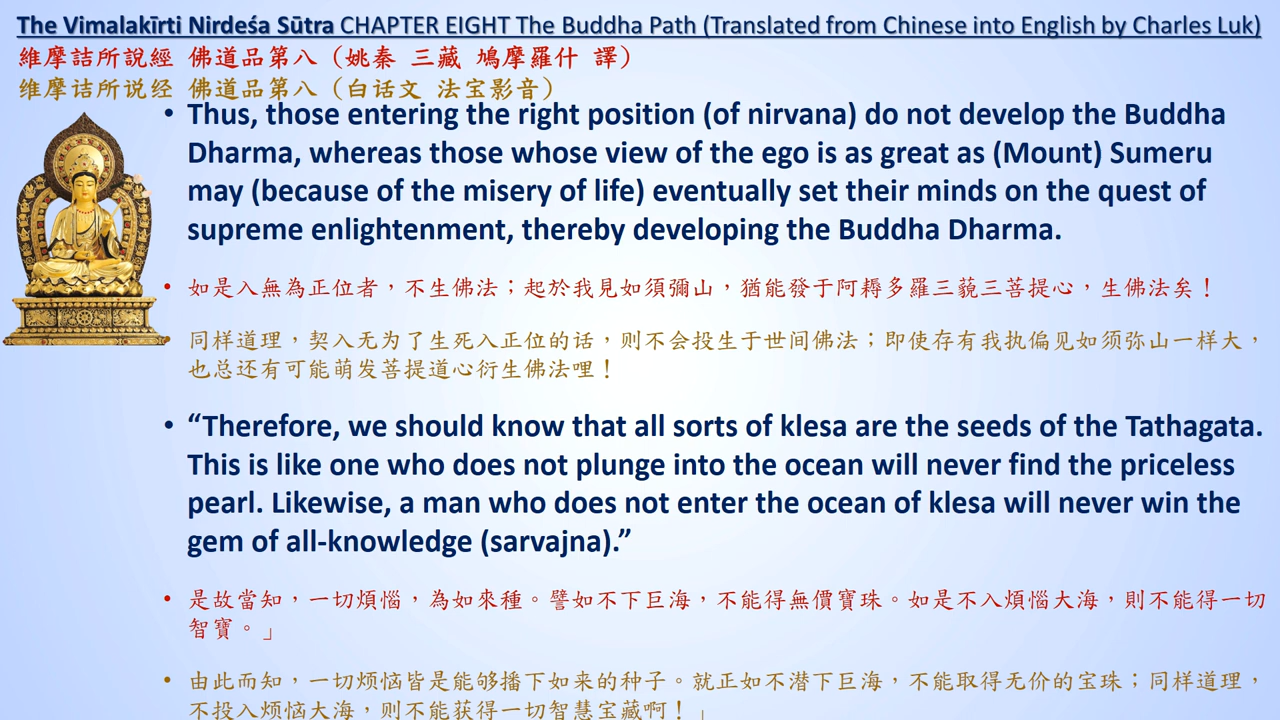 The Vimalakīrti Nirdeśa Sūtra CHAPTER EIGHT The Buddha Path (Translated from Chinese into English by Charles Luk)
維摩詰所說經 佛道品第八（姚秦 三藏 鳩摩羅什 譯）
维摩诘所说经 佛道品第八（白话文 法宝影音）
• Thus, those entering the right position (of nirvana) do not develop the Buddha
Dharma, whereas those whose view of the ego is as great as (Mount) Sumeru
may (because of the misery of life) eventually set their minds on the quest of
supreme enlightenment, thereby developing the Buddha Dharma.
• 如是入無為正位者，不生佛法；起於我見如須彌山，猶能發于阿耨多羅三藐三菩提心，生佛法矣！
• 同样道理，契入无为了生死入正位的话，则不会投生于世间佛法；即使存有我执偏见如须弥山一样大，
也总还有可能萌发菩提道心衍生佛法哩！
• “Therefore, we should know that all sorts of klesa are the seeds of the Tathagata.
This is like one who does not plunge into the ocean will never find the priceless
pearl. Likewise, a man who does not enter the ocean of klesa will never win the
gem of all-knowledge (sarvajna).”
• 是故當知，一切煩惱，為如來種。譬如不下巨海，不能得無價寶珠。如是不入煩惱大海，則不能得一切
智寶。」
• 由此而知，一切烦恼皆是能够播下如来的种子。就正如不潜下巨海，不能取得无价的宝珠；同样道理，
不投入烦恼大海，则不能获得一切智慧宝藏啊！」